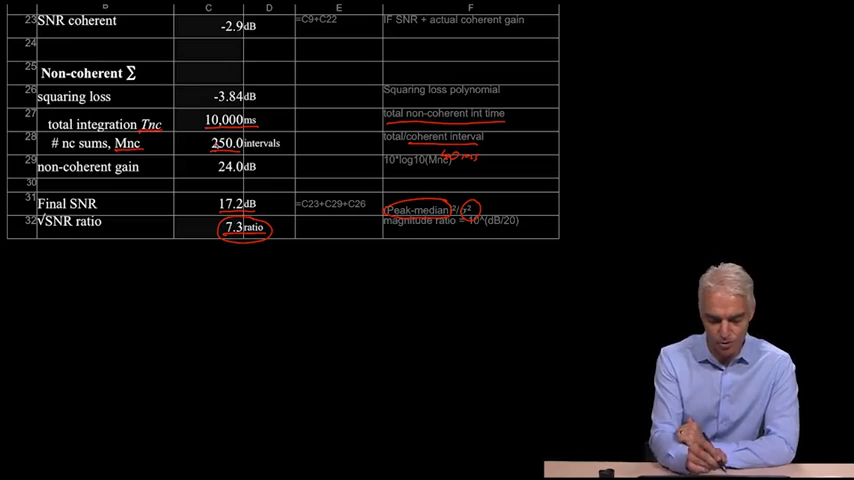 23 SNR coherent -2.9 dB =C9+C22 IF SNR + actual coherent gain
24
25 Non-coherent ∑
26 squaring loss -3.84 dB Squaring loss polynomial
27 total integration Tnc 10,000 ms total non-coherent int time
28 # nc sums, Mnc 250.0 intervals total/coherent interval
40 ms
29 non-coherent gain 24.0 dB 10*log10(Mnc)
30
31 Final SNR 17.2 dB =C23+C29+C26 (Peak-median)²/σ²
32 √SNR ratio 7.3 ratio magnitude ratio = 10^(dB/20)